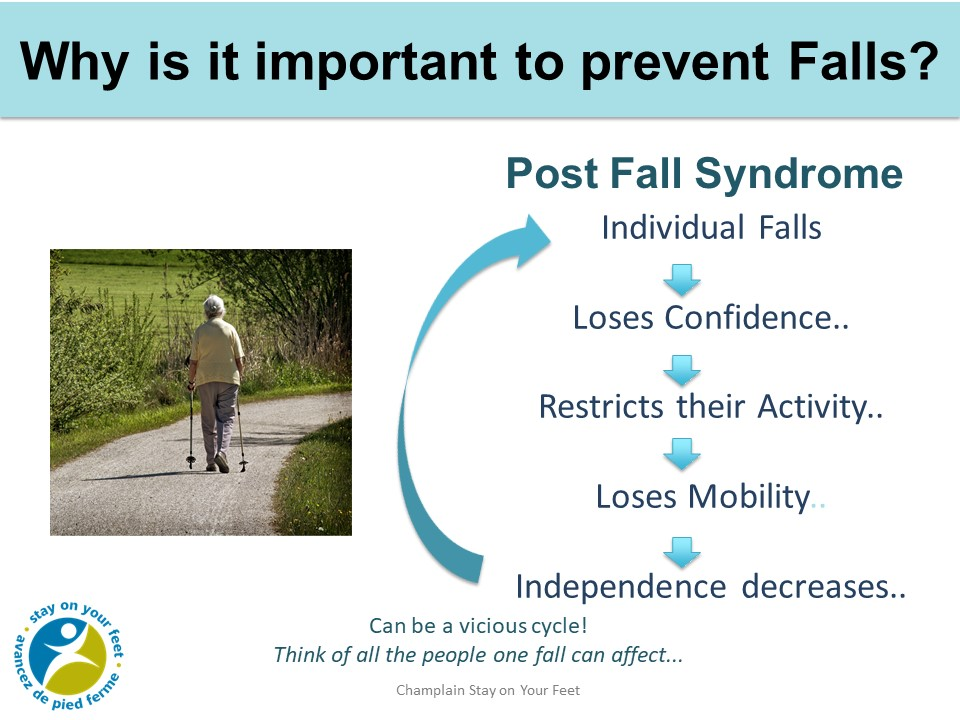 Why is it important to prevent Falls?
Post Fall Syndrome
Individual Falls
Loses Confidence..
Restricts their Activity..
Loses Mobility..
Independence decreases..
Can be a vicious cycle!
Think of all the people one fall can affect...
stay on your feet
avancez de pied ferme
Champlain Stay on Your Feet